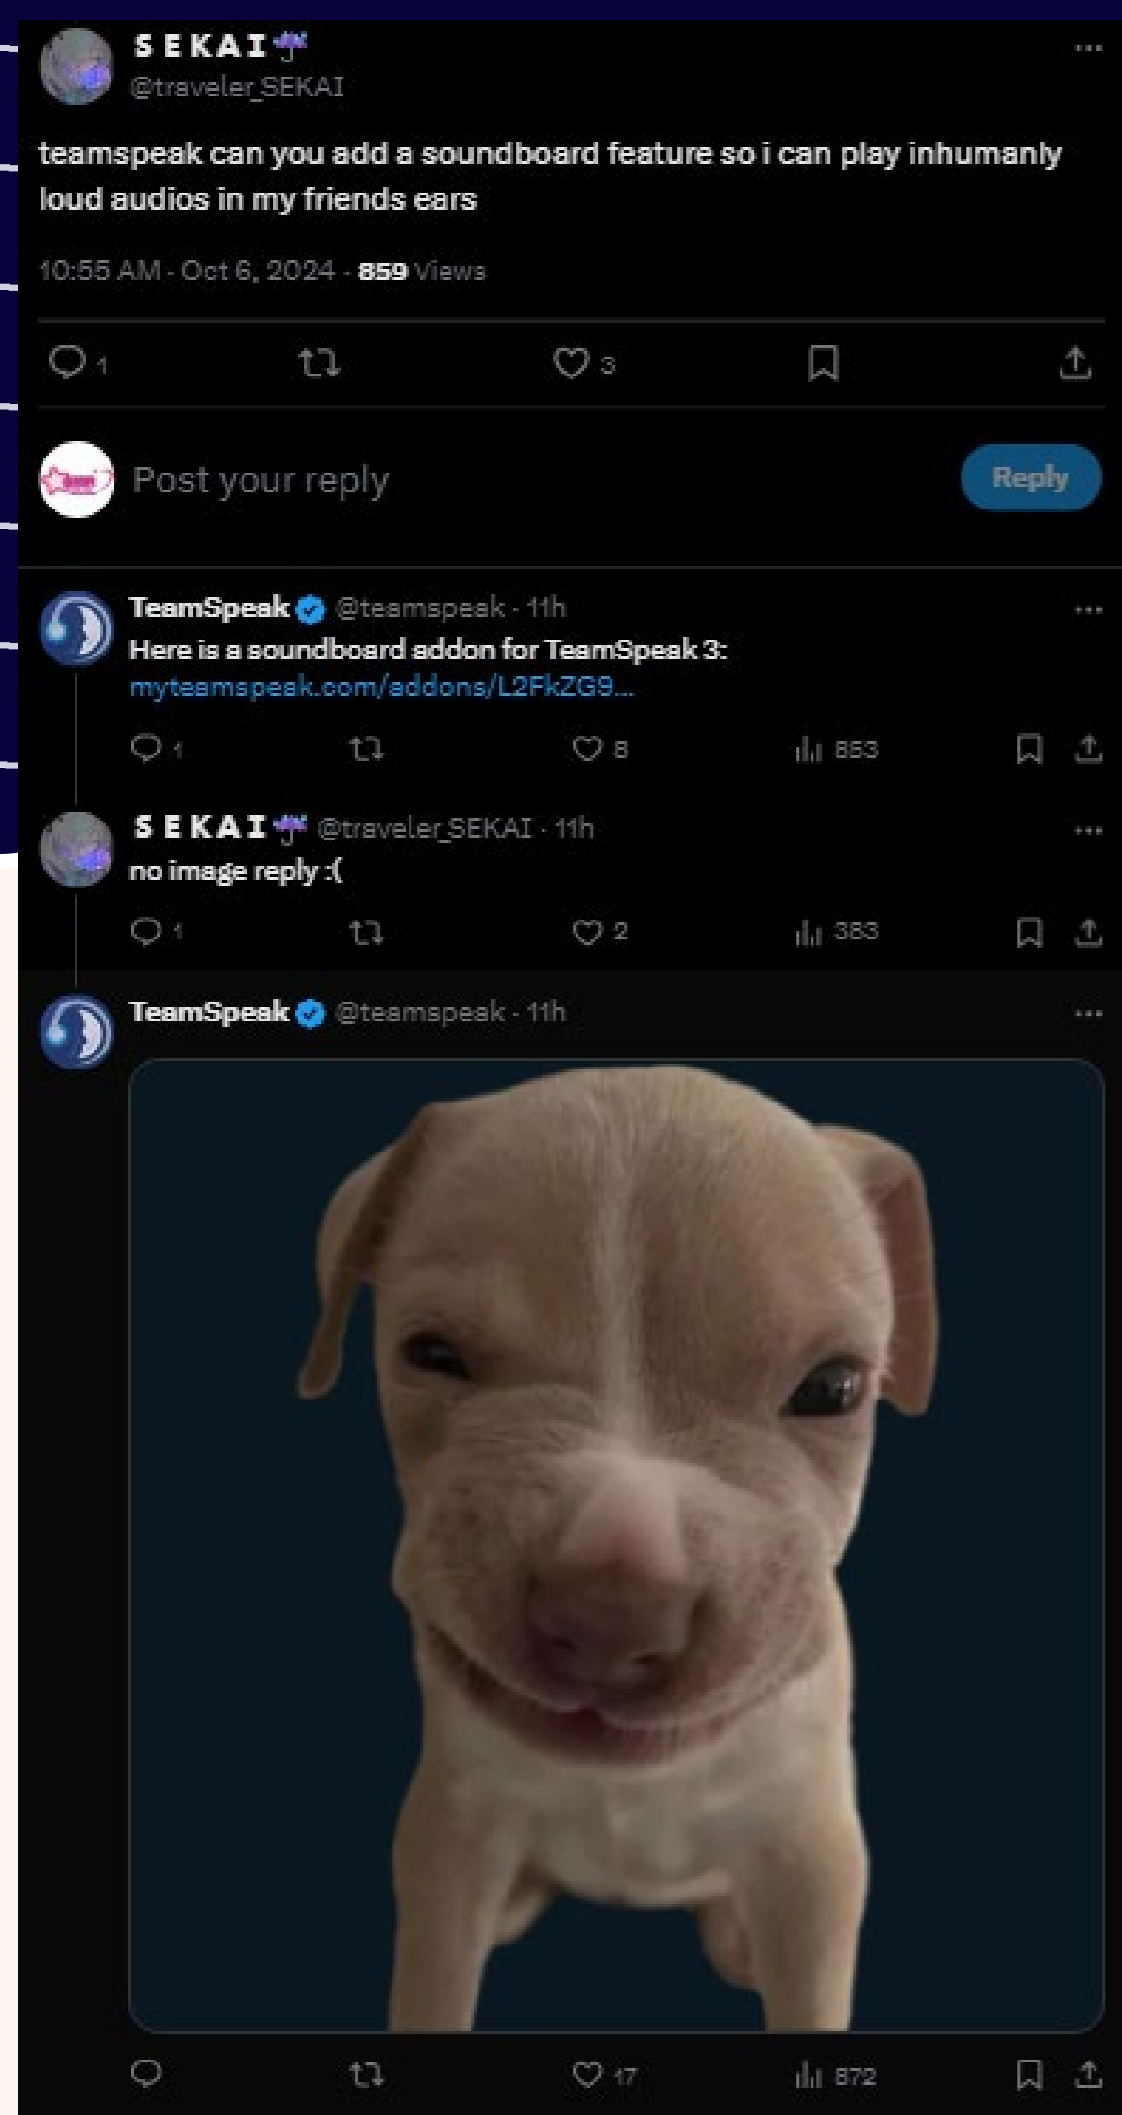 S E K A I
@traveler_SEKAI
teamspeak can you add a soundboard feature so i can play inhumanly
loud audios in my friends ears
10:55 AM · Oct 6, 2024 · 859 Views
1
3
Post your reply
Reply
TeamSpeak @teamspeak · 11h
Here is a soundboard addon for TeamSpeak 3:
myteamspeak.com/addons/L2FkZG9...
1 8 853
S E K A I @traveler_SEKAI · 11h
no image reply :(
1 2 383
TeamSpeak @teamspeak · 11h
17 872